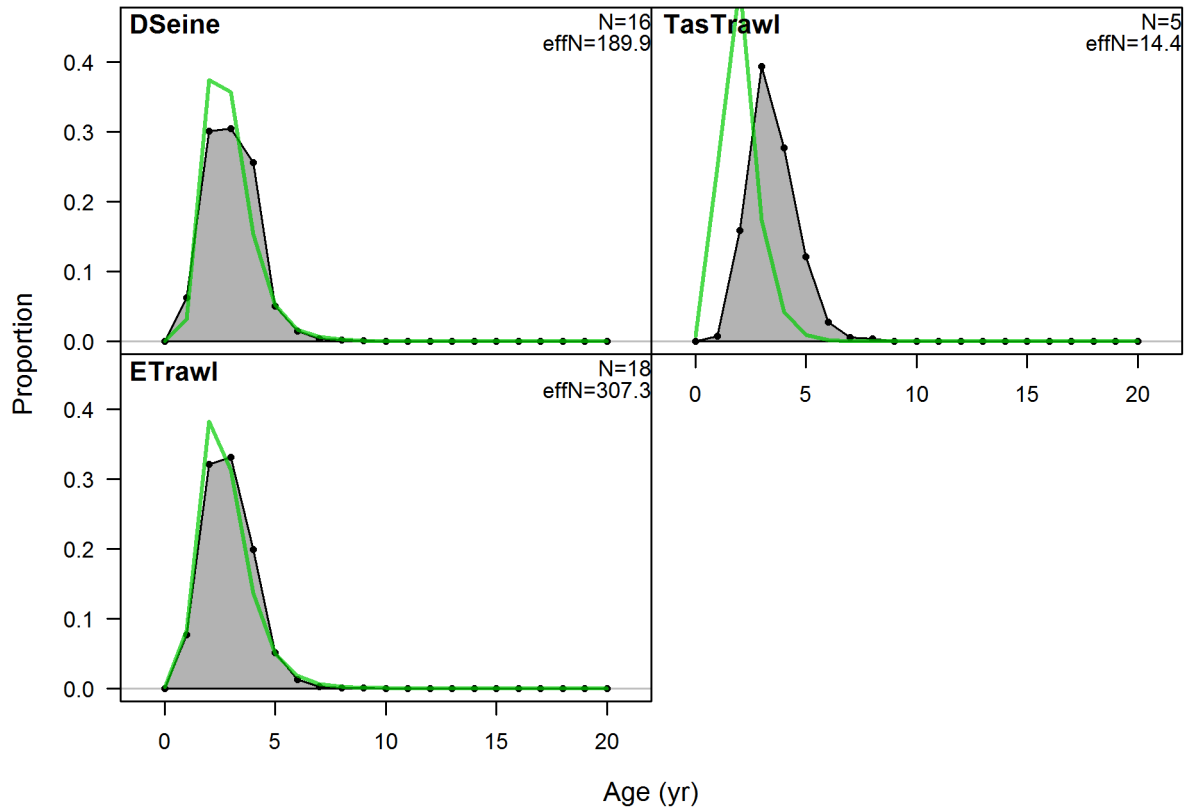 DSeine
N=16
effN=189.9
TasTrawl
N=5
effN=14.4
0.4
0.3
0.2
0.1
0.0
ETrawl
N=18
effN=307.3
0 5 10 15 20
0.4
0.3
0.2
0.1
0.0
0 5 10 15 20
Proportion
Age (yr)